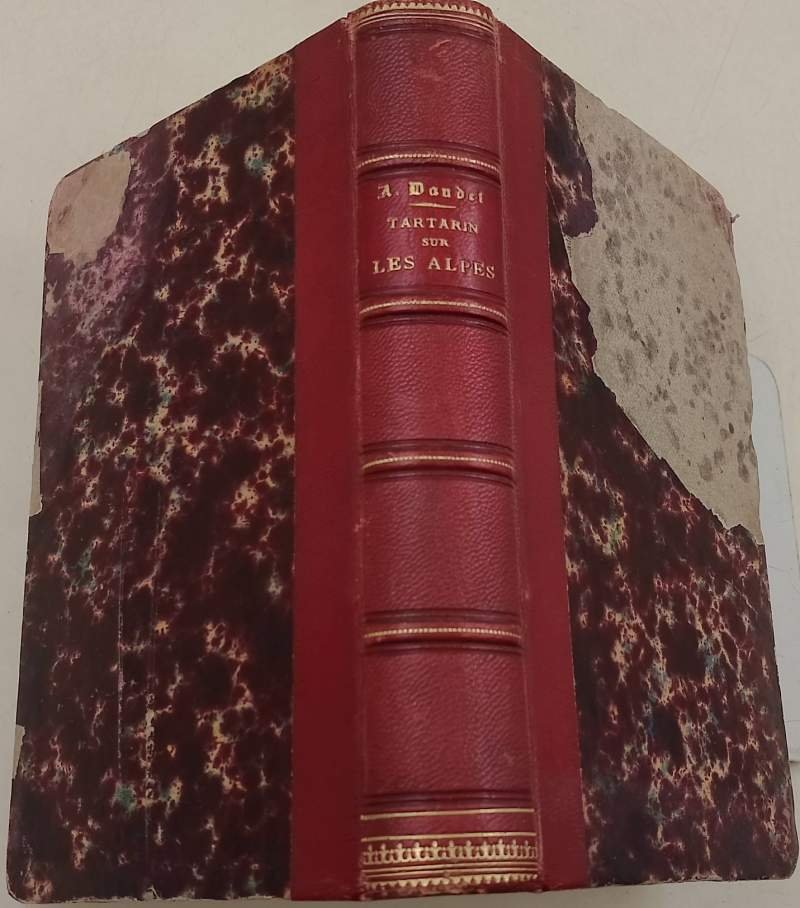 A. Daudet
TARTARIN
SUR
LES ALPES